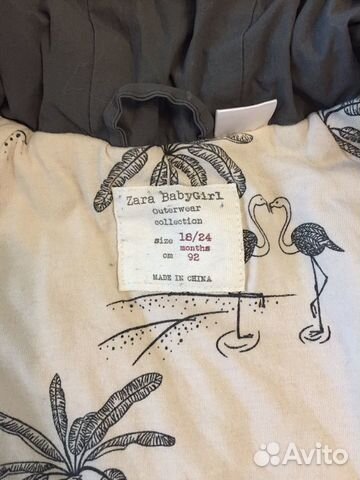 Zara BabyGirl
outerwear
collection
size 18/24
months
cm 92
MADE IN CHINA
Avito